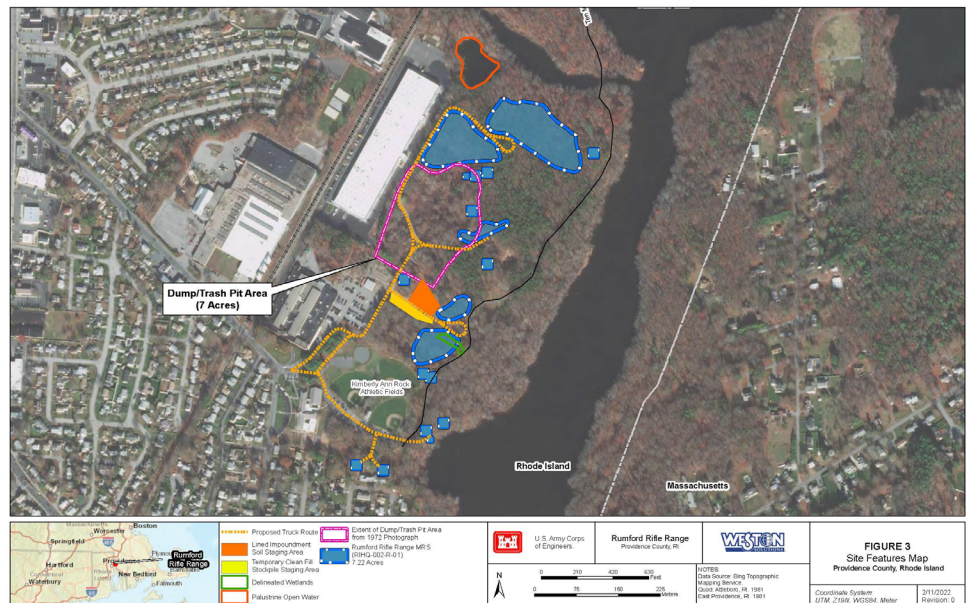 Dump/Trash Pit Area
(7 Acres)
Kimberly Ann Rock
Athletic Fields
Rhode Island
Massachusetts
Massachusetts
Boston
Worcester
Springfield
Plymouth
Hartford
Providence
Rumford
Rifle Range
Waterbury
New Bedford
Falmouth
Proposed Truck Route
Lined Impoundment
Soil Staging Area
Temporary Clean Fill
Stockpile Staging Area
Delineated Wetlands
Palustrine Open Water
Extent of Dump/Trash Pit Area
from 1972 Photograph
Rumford Rifle Range MRS
(RIHQ-002-R-01)
7.22 Acres
U.S. Army Corps
of Engineers
Rumford Rifle Range
Providence County, RI
WESTON
SOLUTIONS
N
0 210 420 630
Feet
0 75 150 225
Meters
NOTES
Data Source: Bing Topographic
Mapping Service
Quad: Attleboro, RI. 1981
East Providence, RI. 1981
FIGURE 3
Site Features Map
Providence County, Rhode Island
Coordinate System:
UTM, Z19N, WGS84, Meter
2/11/2022
Revision: 0